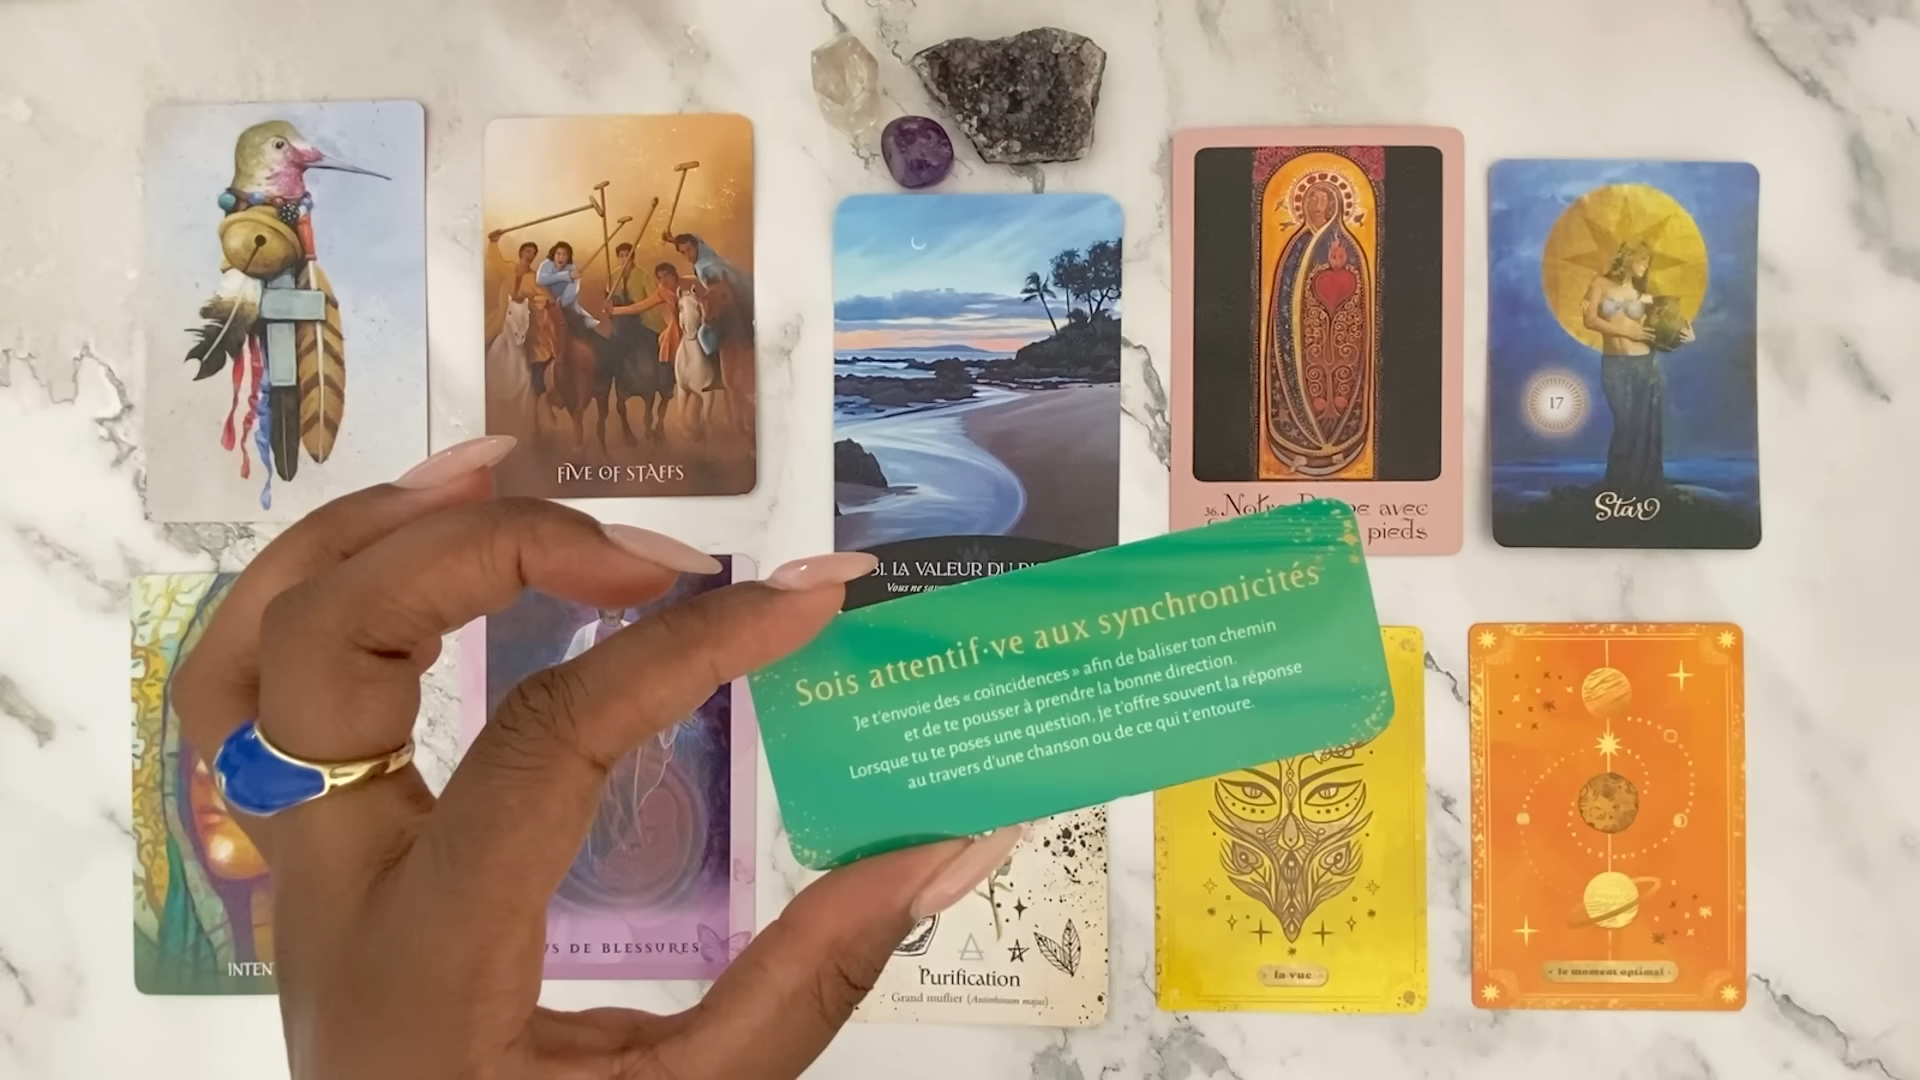 FIVE OF STAFFS
31. LA VALEUR DU
Vous ne
36. Notre avec
pieds
17
Star
Sois attentif·ve aux synchronicités
Je t'envoie des « coïncidences » afin de baliser ton chemin
et de te pousser à prendre la bonne direction.
Lorsque tu te poses une question, je t'offre souvent la réponse
au travers d'une chanson ou de ce qui t'entoure.
INTEN
US DE BLESSURES
Purification
Grand muflier (Antirrhinum majus)
la vue
le moment optimal